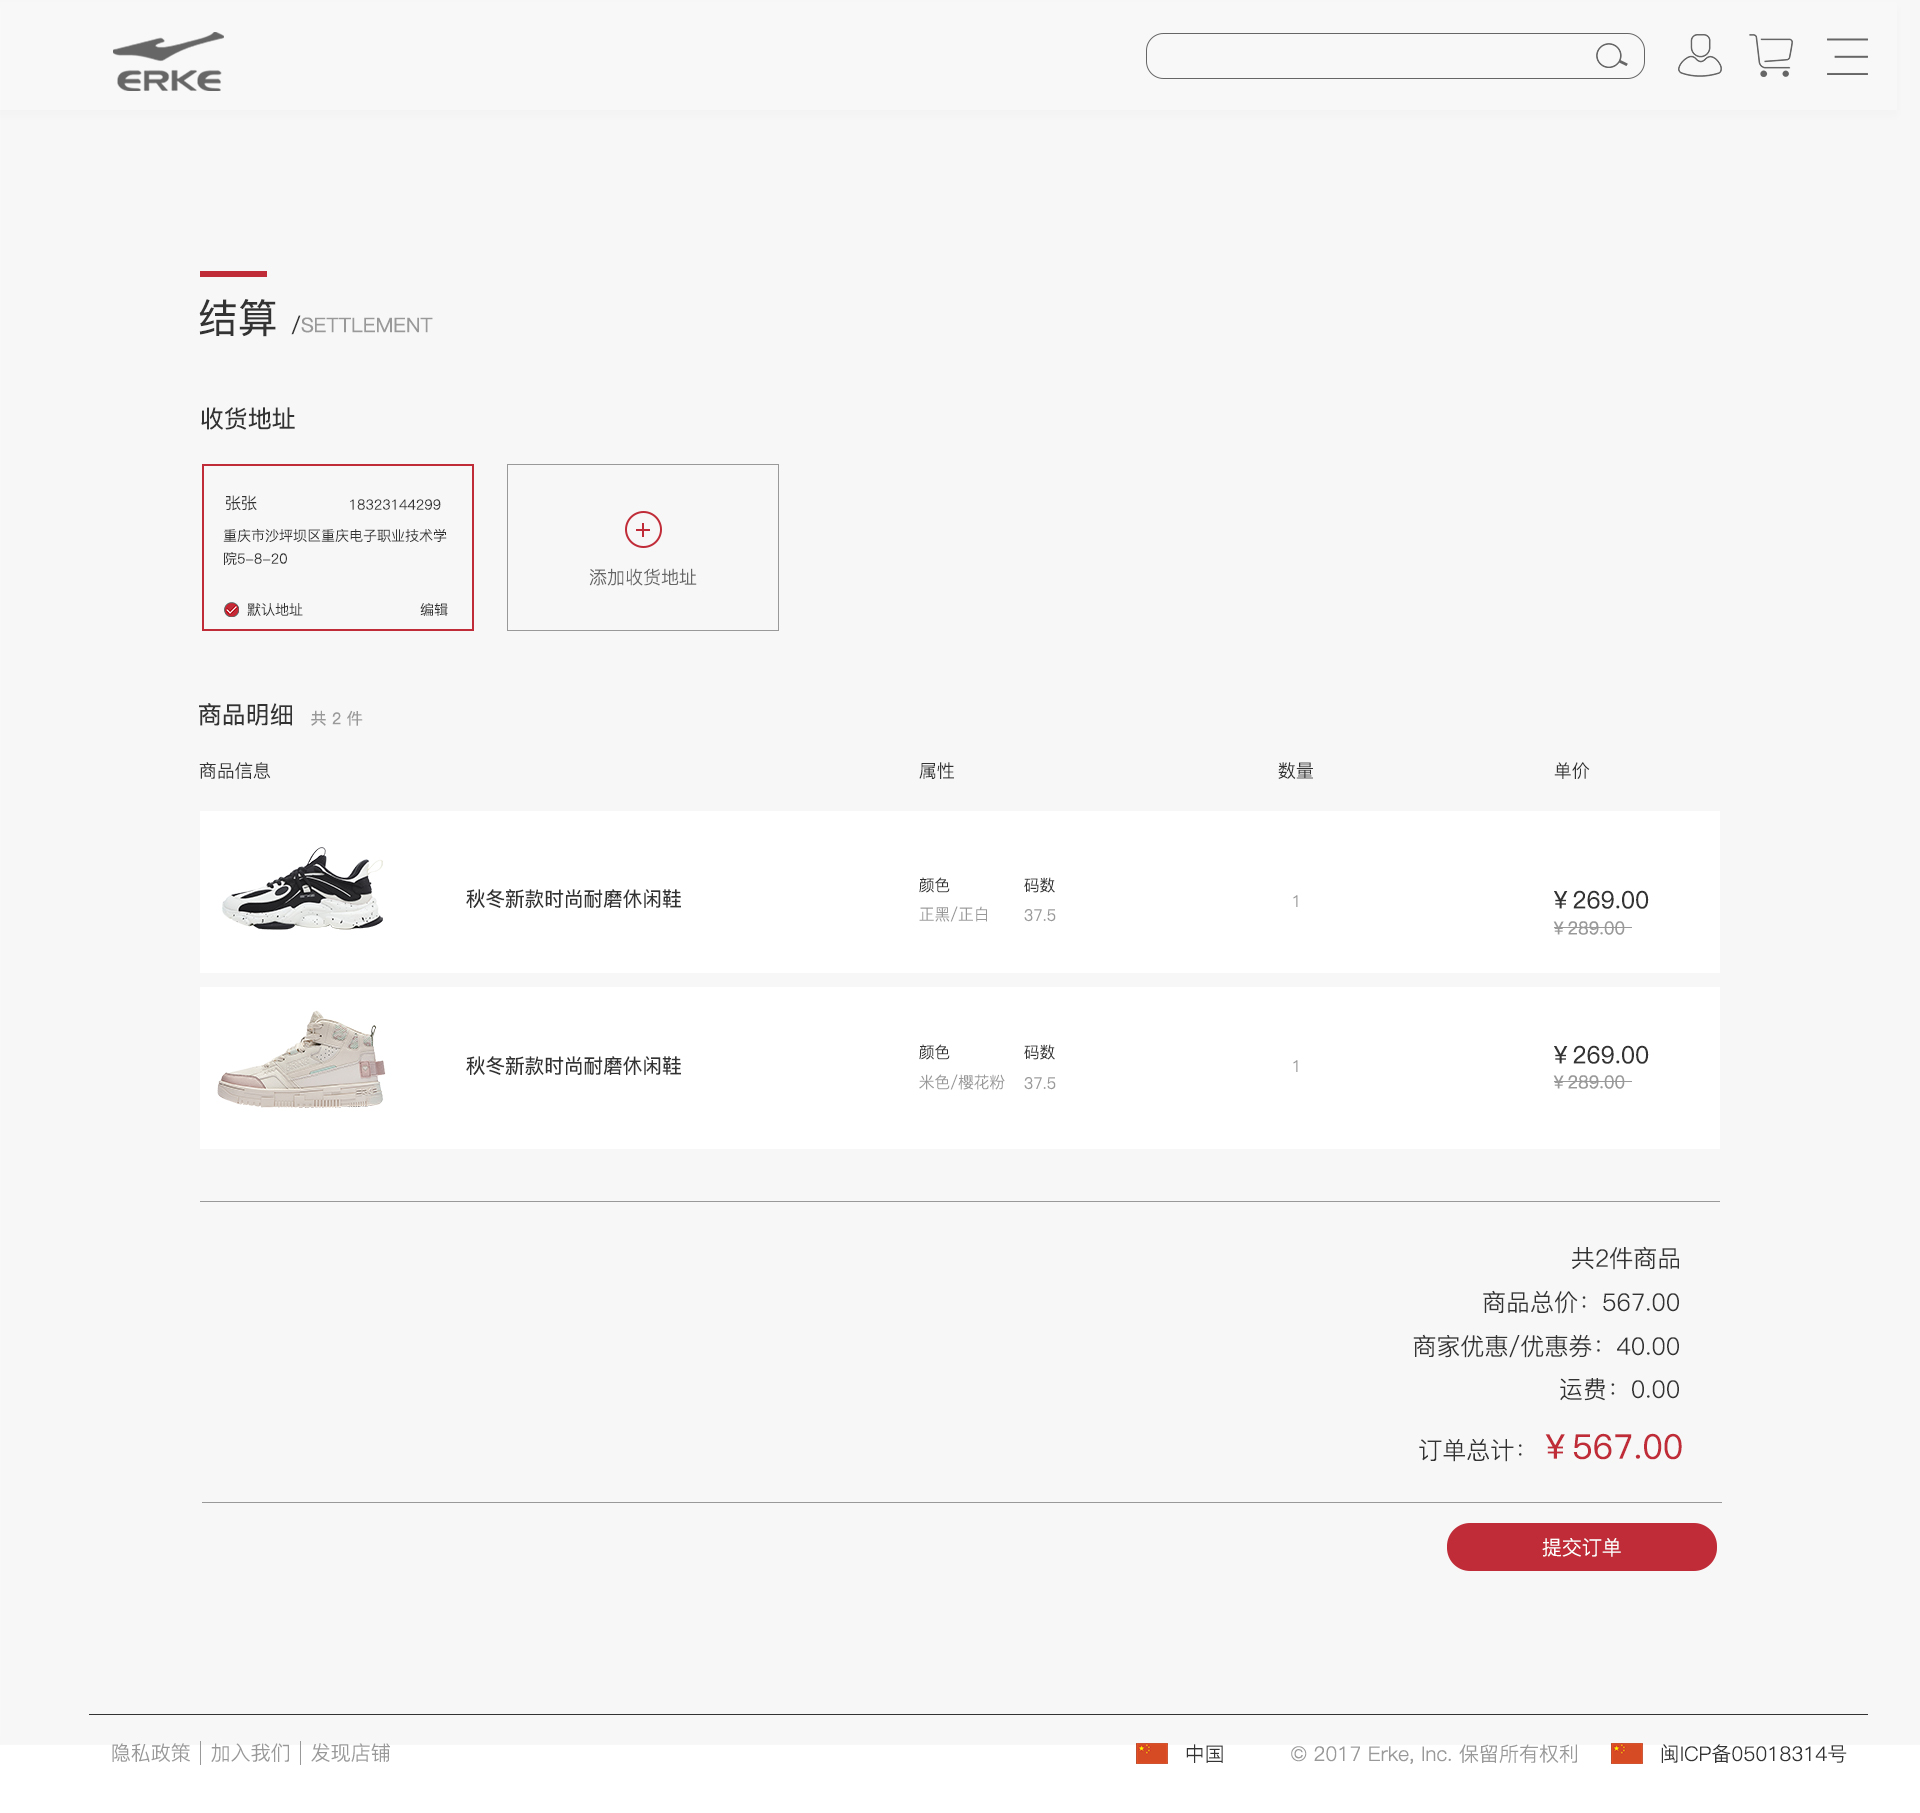 ERKE
结算 /SETTLEMENT
收货地址
张张 18323144299
重庆市沙坪坝区重庆电子职业技术学
院5-8-20
默认地址 编辑
添加收货地址
商品明细 共 2 件
商品信息 属性 数量 单价
秋冬新款时尚耐磨休闲鞋
颜色 码数
正黑/正白 37.5
1
¥ 269.00
¥ 289.00
秋冬新款时尚耐磨休闲鞋
颜色 码数
米色/樱花粉 37.5
1
¥ 269.00
¥ 289.00
共2件商品
商品总价：567.00
商家优惠/优惠券：40.00
运费：0.00
订单总计：¥ 567.00
提交订单
隐私政策 | 加入我们 | 发现店铺 中国 © 2017 Erke, Inc. 保留所有权利 闽ICP备05018314号